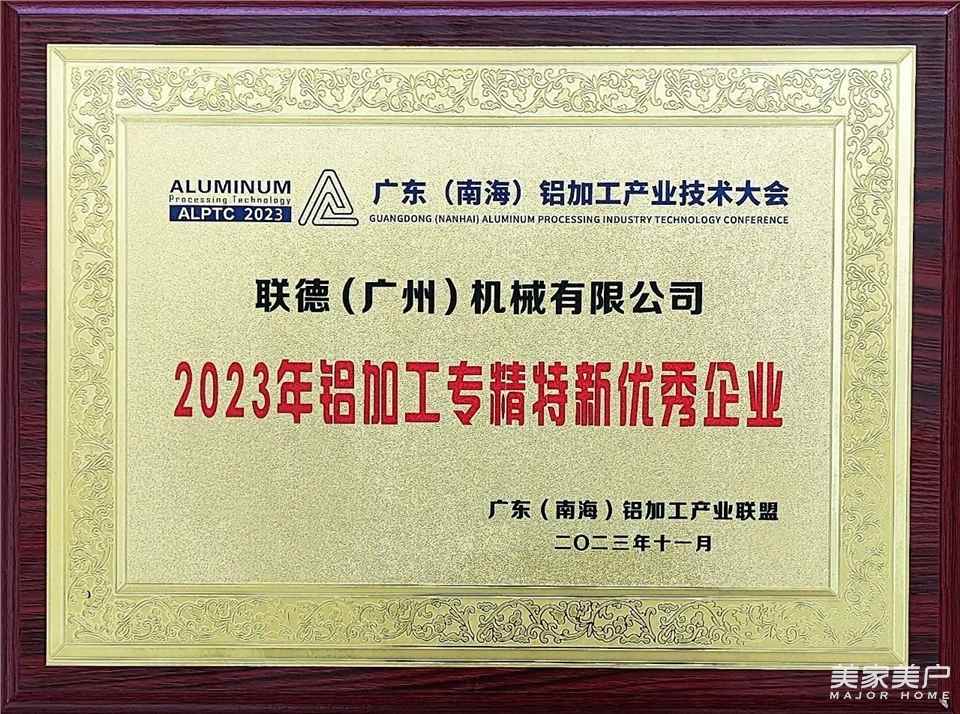 ALUMINUM
Processing Technology
ALPTC 2023
广东（南海）铝加工产业技术大会
GUANGDONG (NANHAI) ALUMINUM PROCESSING INDUSTRY TECHNOLOGY CONFERENCE
联德（广州）机械有限公司
2023年铝加工专精特新优秀企业
广东（南海）铝加工产业联盟
二〇二三年十一月
美家美户
MAJOR HOME